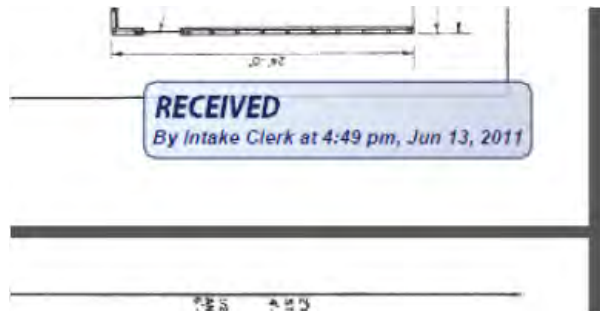 RECEIVED
By Intake Clerk at 4:49 pm, Jun 13, 2011